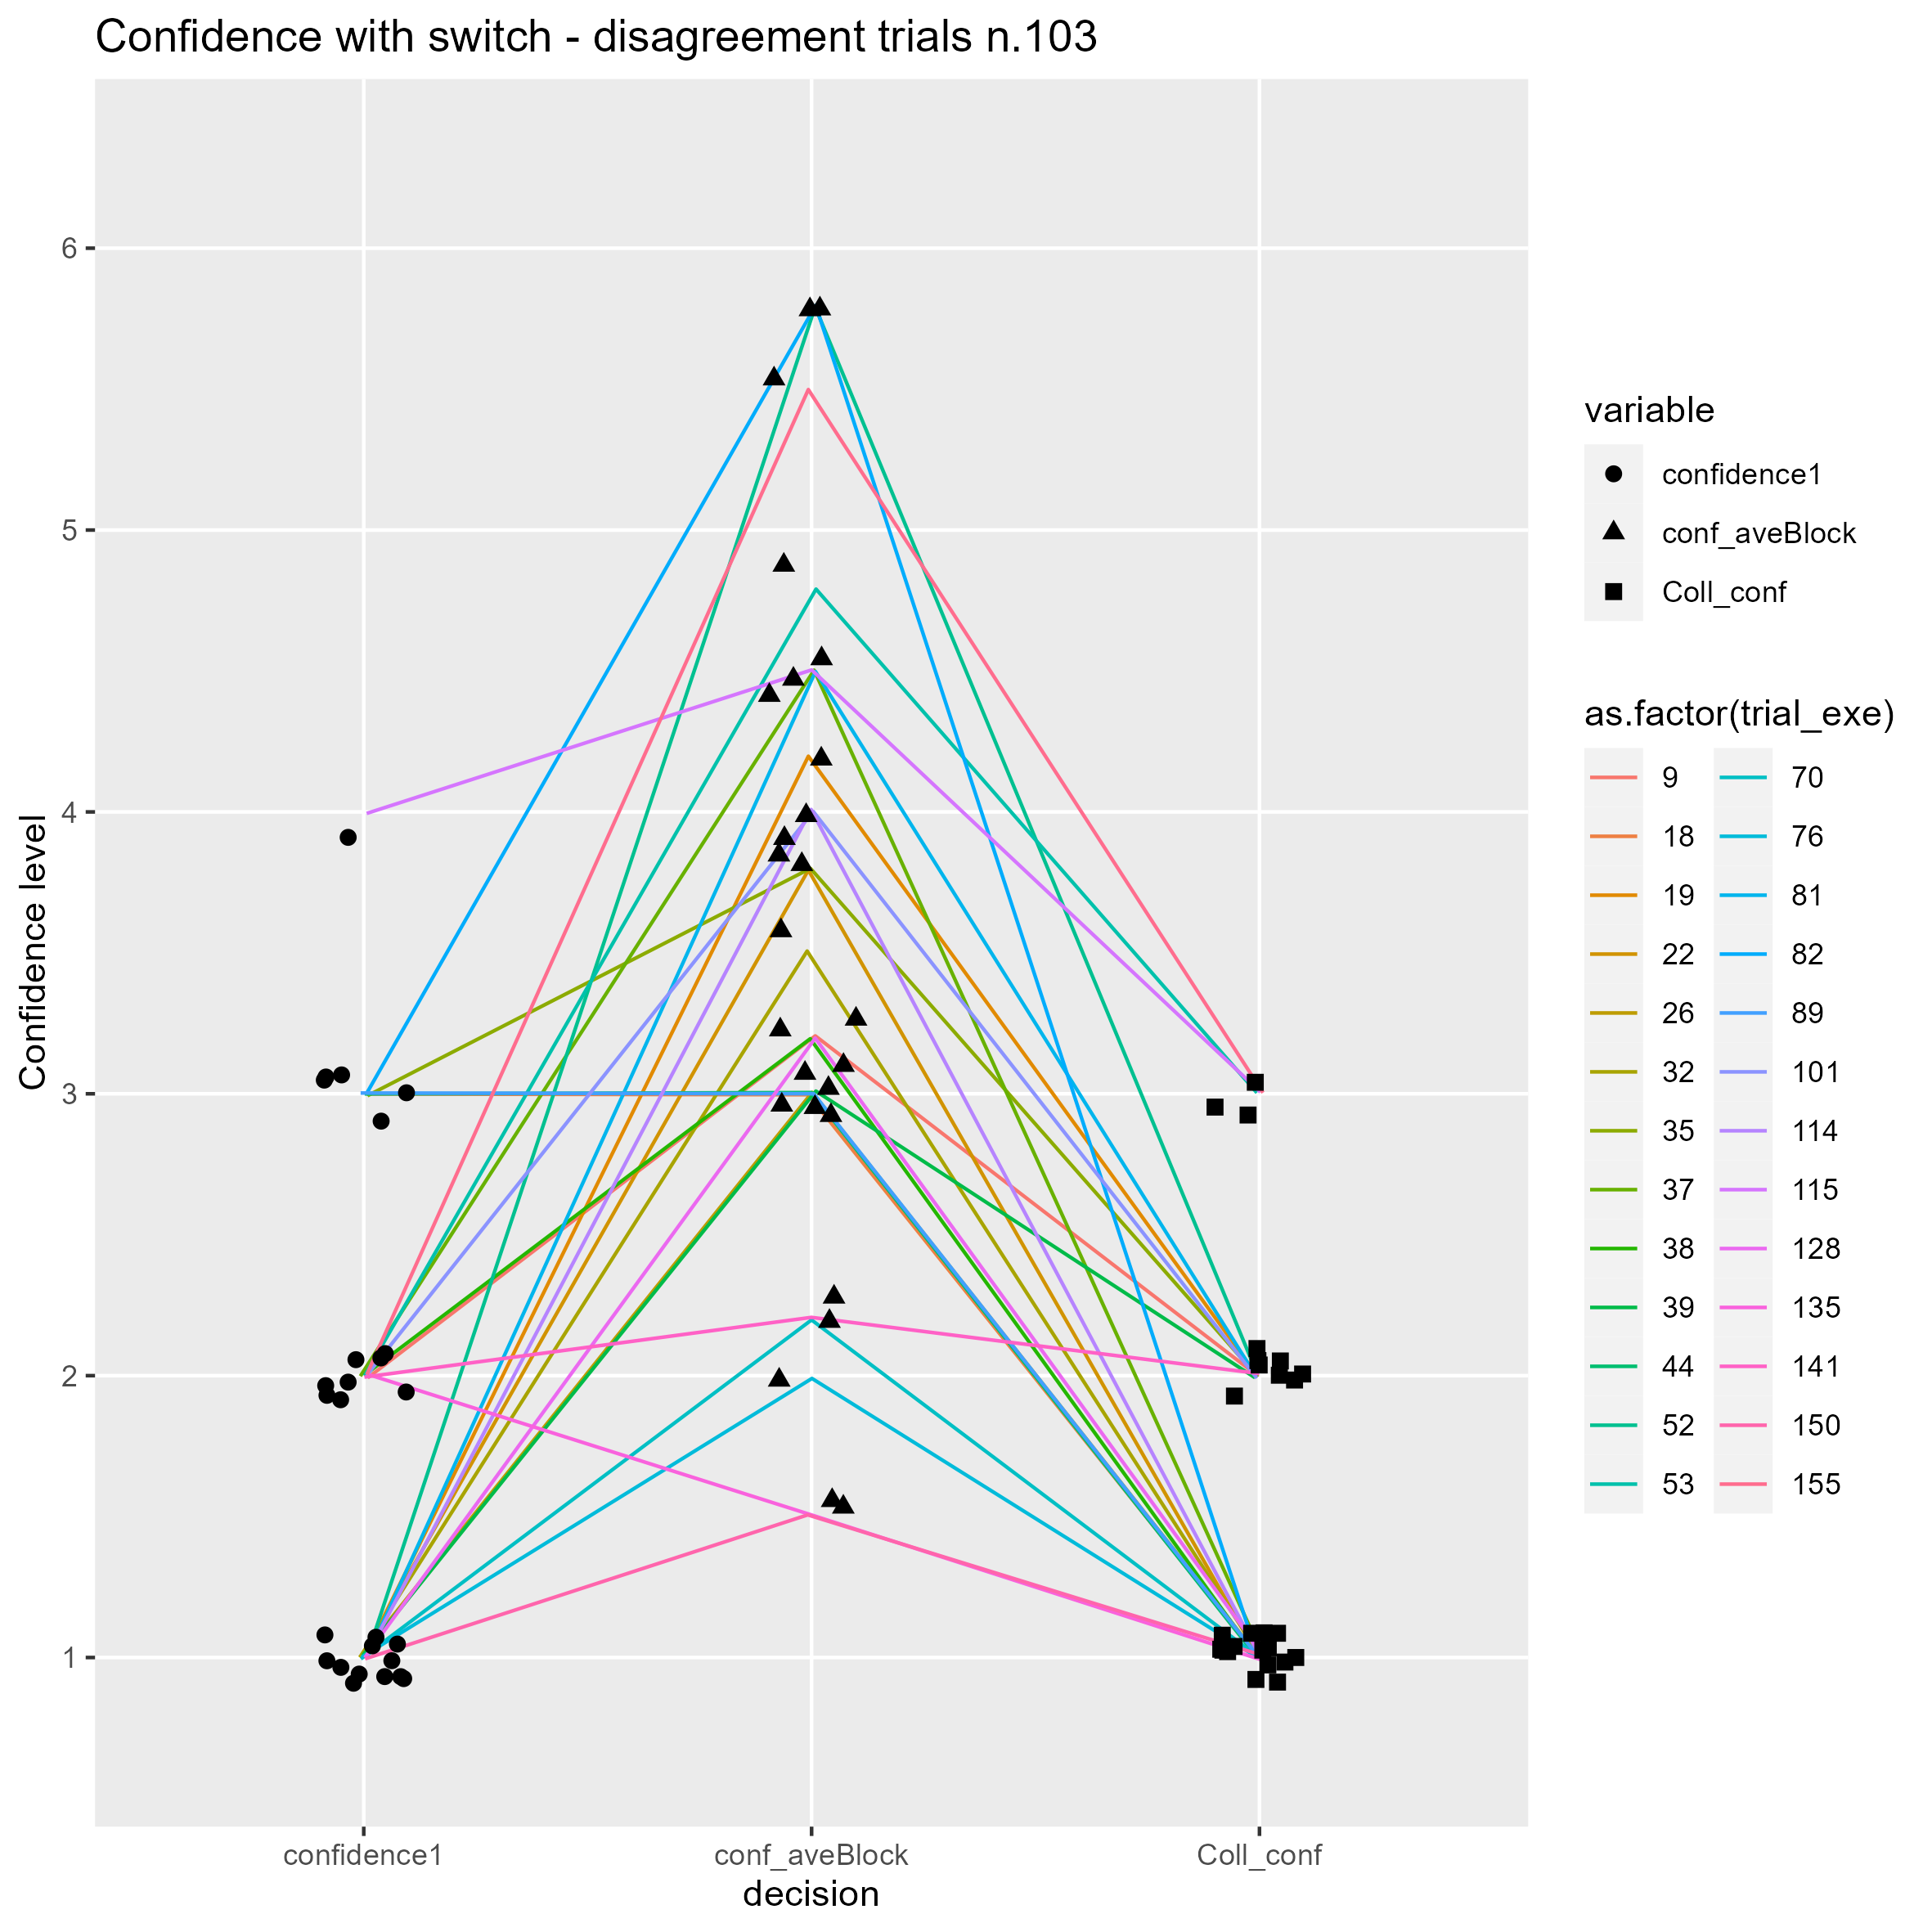 Confidence with switch - disagreement trials n.103
Confidence level
6
5
4
3
2
1
confidence1
conf_aveBlock
Coll_conf
decision
variable
confidence1
conf_aveBlock
Coll_conf
as.factor(trial_exe)
9
18
19
22
26
32
35
37
38
39
44
52
53
70
76
81
82
89
101
114
115
128
135
141
150
155